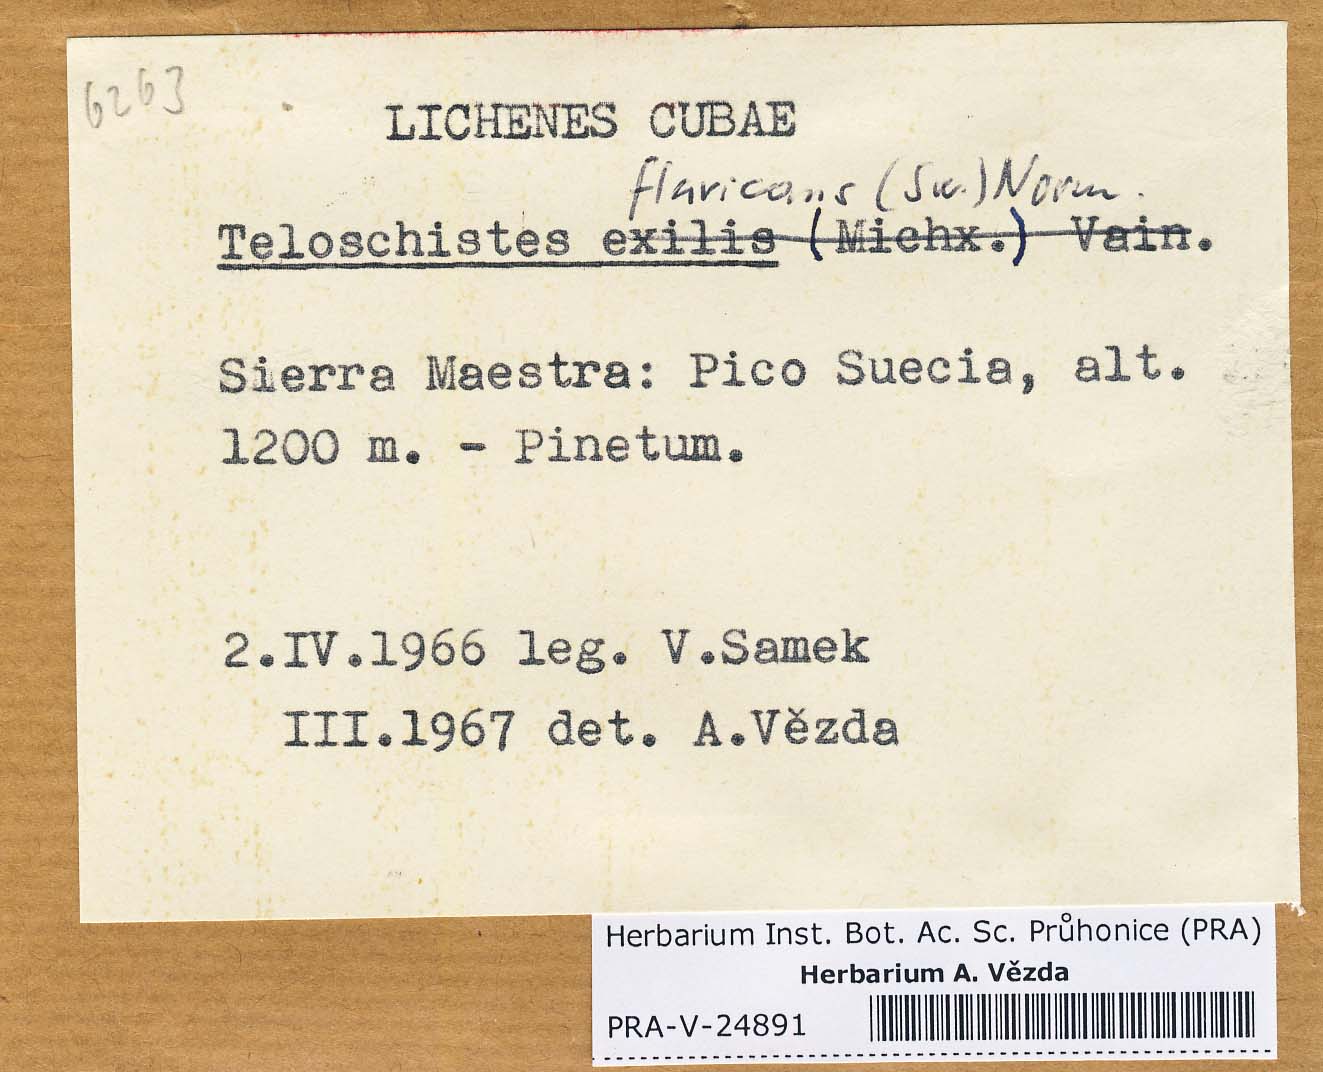 6263
LICHENES CUBAE
flavicans (Sw.) Norm.
Teloschistes exilis (Michx.) Vain.
Sierra Maestra: Pico Suecia, alt.
1200 m. - Pinetum.
2.IV.1966 leg. V.Samek
III.1967 det. A.Vězda
Herbarium Inst. Bot. Ac. Sc. Průhonice (PRA)
Herbarium A. Vězda
PRA-V-24891